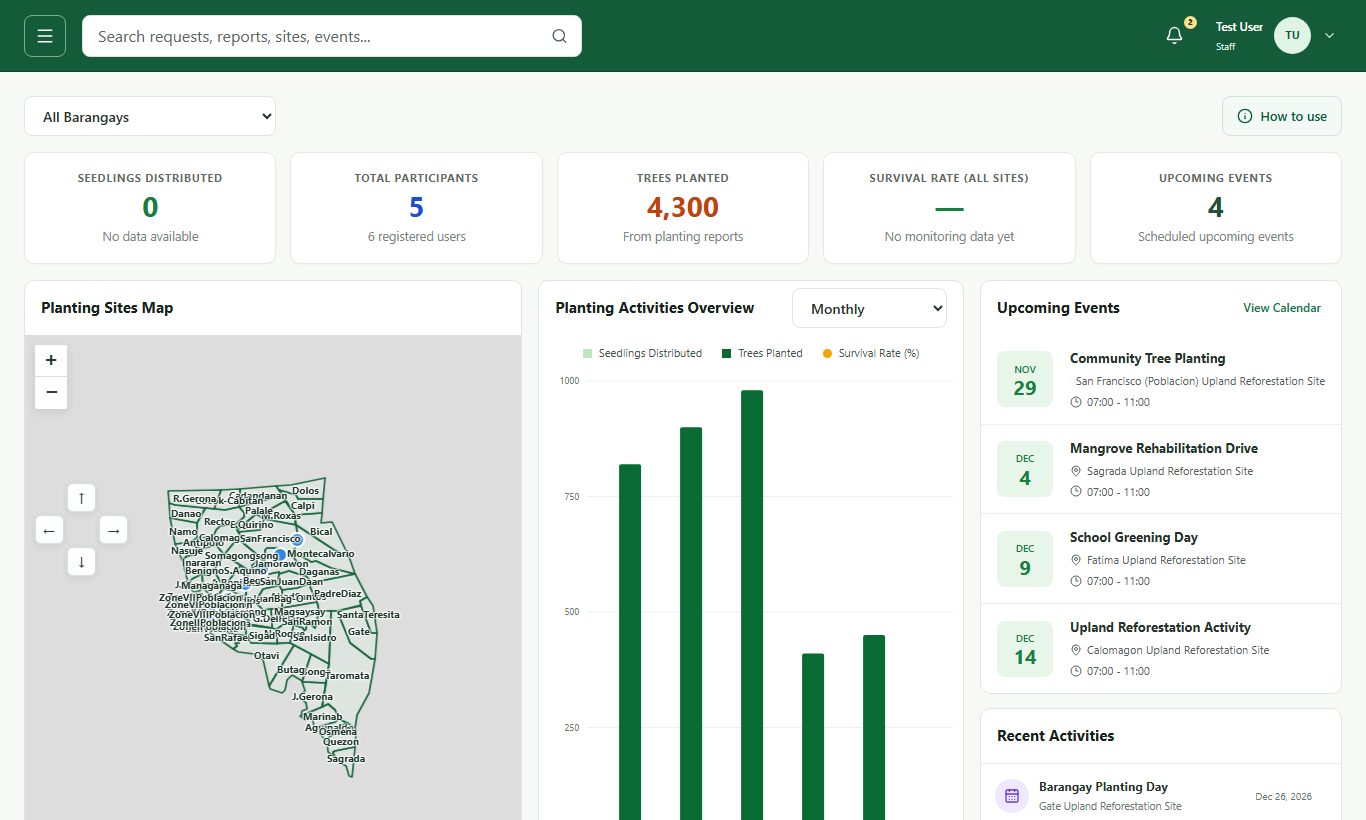 Search requests, reports, sites, events...
2
Test User
Staff
TU
All Barangays
How to use
SEEDLINGS DISTRIBUTED
0
No data available
TOTAL PARTICIPANTS
5
6 registered users
TREES PLANTED
4,300
From planting reports
SURVIVAL RATE (ALL SITES)
—
No monitoring data yet
UPCOMING EVENTS
4
Scheduled upcoming events
Planting Sites Map
+
−
↑
←
→
↓
Dolos
R.Gerona
Calpi
Palale
Danao
M.Roxas
Recto
E.Quirino
Namo
Bical
Calomag
SanFrancisco
Nasuje
Somagongsong
Montecalvario
Inararan
Jamorawon
BenignoS.Aquino
Daganas
J.Managanaga
SanJuanDaan
PadreDiaz
ZoneVIIPoblacion
ZoneVIPoblacion
Magsaysay
ZoneVIIIPoblacion
SantaTeresita
ZoneIIPoblacion
SanRamon
Gate
SanRafael
Sigad
SanIsidro
Otavi
Butag
Taromata
J.Gerona
Marinab
Osmena
Quezon
Sagrada
Planting Activities Overview
Monthly
Seedlings Distributed
Trees Planted
Survival Rate (%)
1000
750
500
250
Upcoming Events
View Calendar
NOV
29
Community Tree Planting
San Francisco (Poblacion) Upland Reforestation Site
07:00 - 11:00
DEC
4
Mangrove Rehabilitation Drive
Sagrada Upland Reforestation Site
07:00 - 11:00
DEC
9
School Greening Day
Fatima Upland Reforestation Site
07:00 - 11:00
DEC
14
Upland Reforestation Activity
Calomagon Upland Reforestation Site
07:00 - 11:00
Recent Activities
Barangay Planting Day
Gate Upland Reforestation Site
Dec 26, 2026